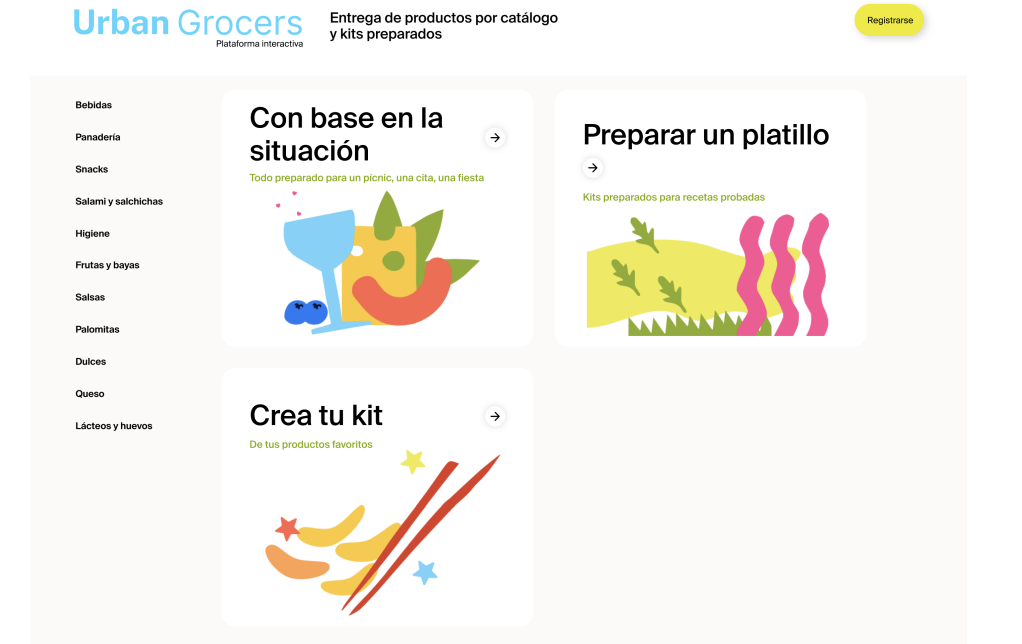 Urban Grocers
Plataforma interactiva
Entrega de productos por catálogo
y kits preparados
Registrarse
Bebidas
Panadería
Snacks
Salami y salchichas
Higiene
Frutas y bayas
Salsas
Palomitas
Dulces
Queso
Lácteos y huevos
Con base en la
situación
Todo preparado para un pícnic, una cita, una fiesta
Preparar un platillo
Kits preparados para recetas probadas
Crea tu kit
De tus productos favoritos